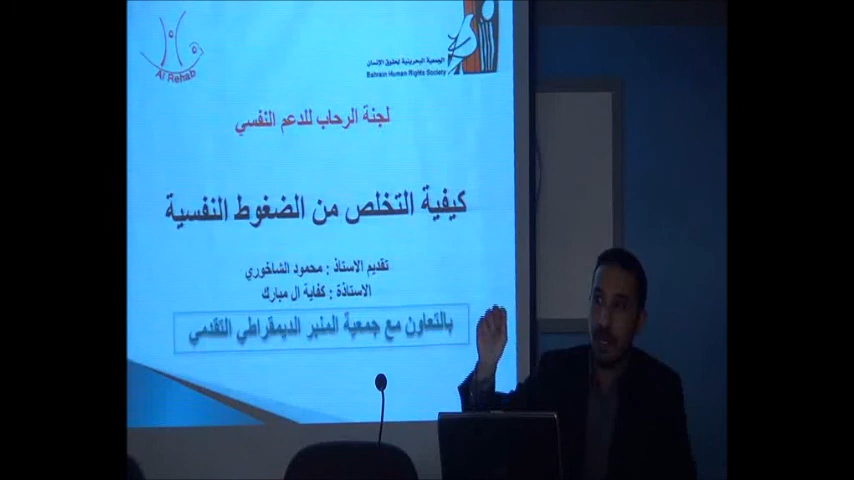 Al Rehab
الجمعية البحرينية لحقوق الإنسان
Bahrain Human Rights Society
لجنة الرحاب للدعم النفسي
كيفية التخلص من الضغوط النفسية
تقديم الاستاذ : محمود الشاخوري
الاستاذة : كفاية ال مبارك
بالتعاون مع جمعية المنبر الديمقراطي التقدمي